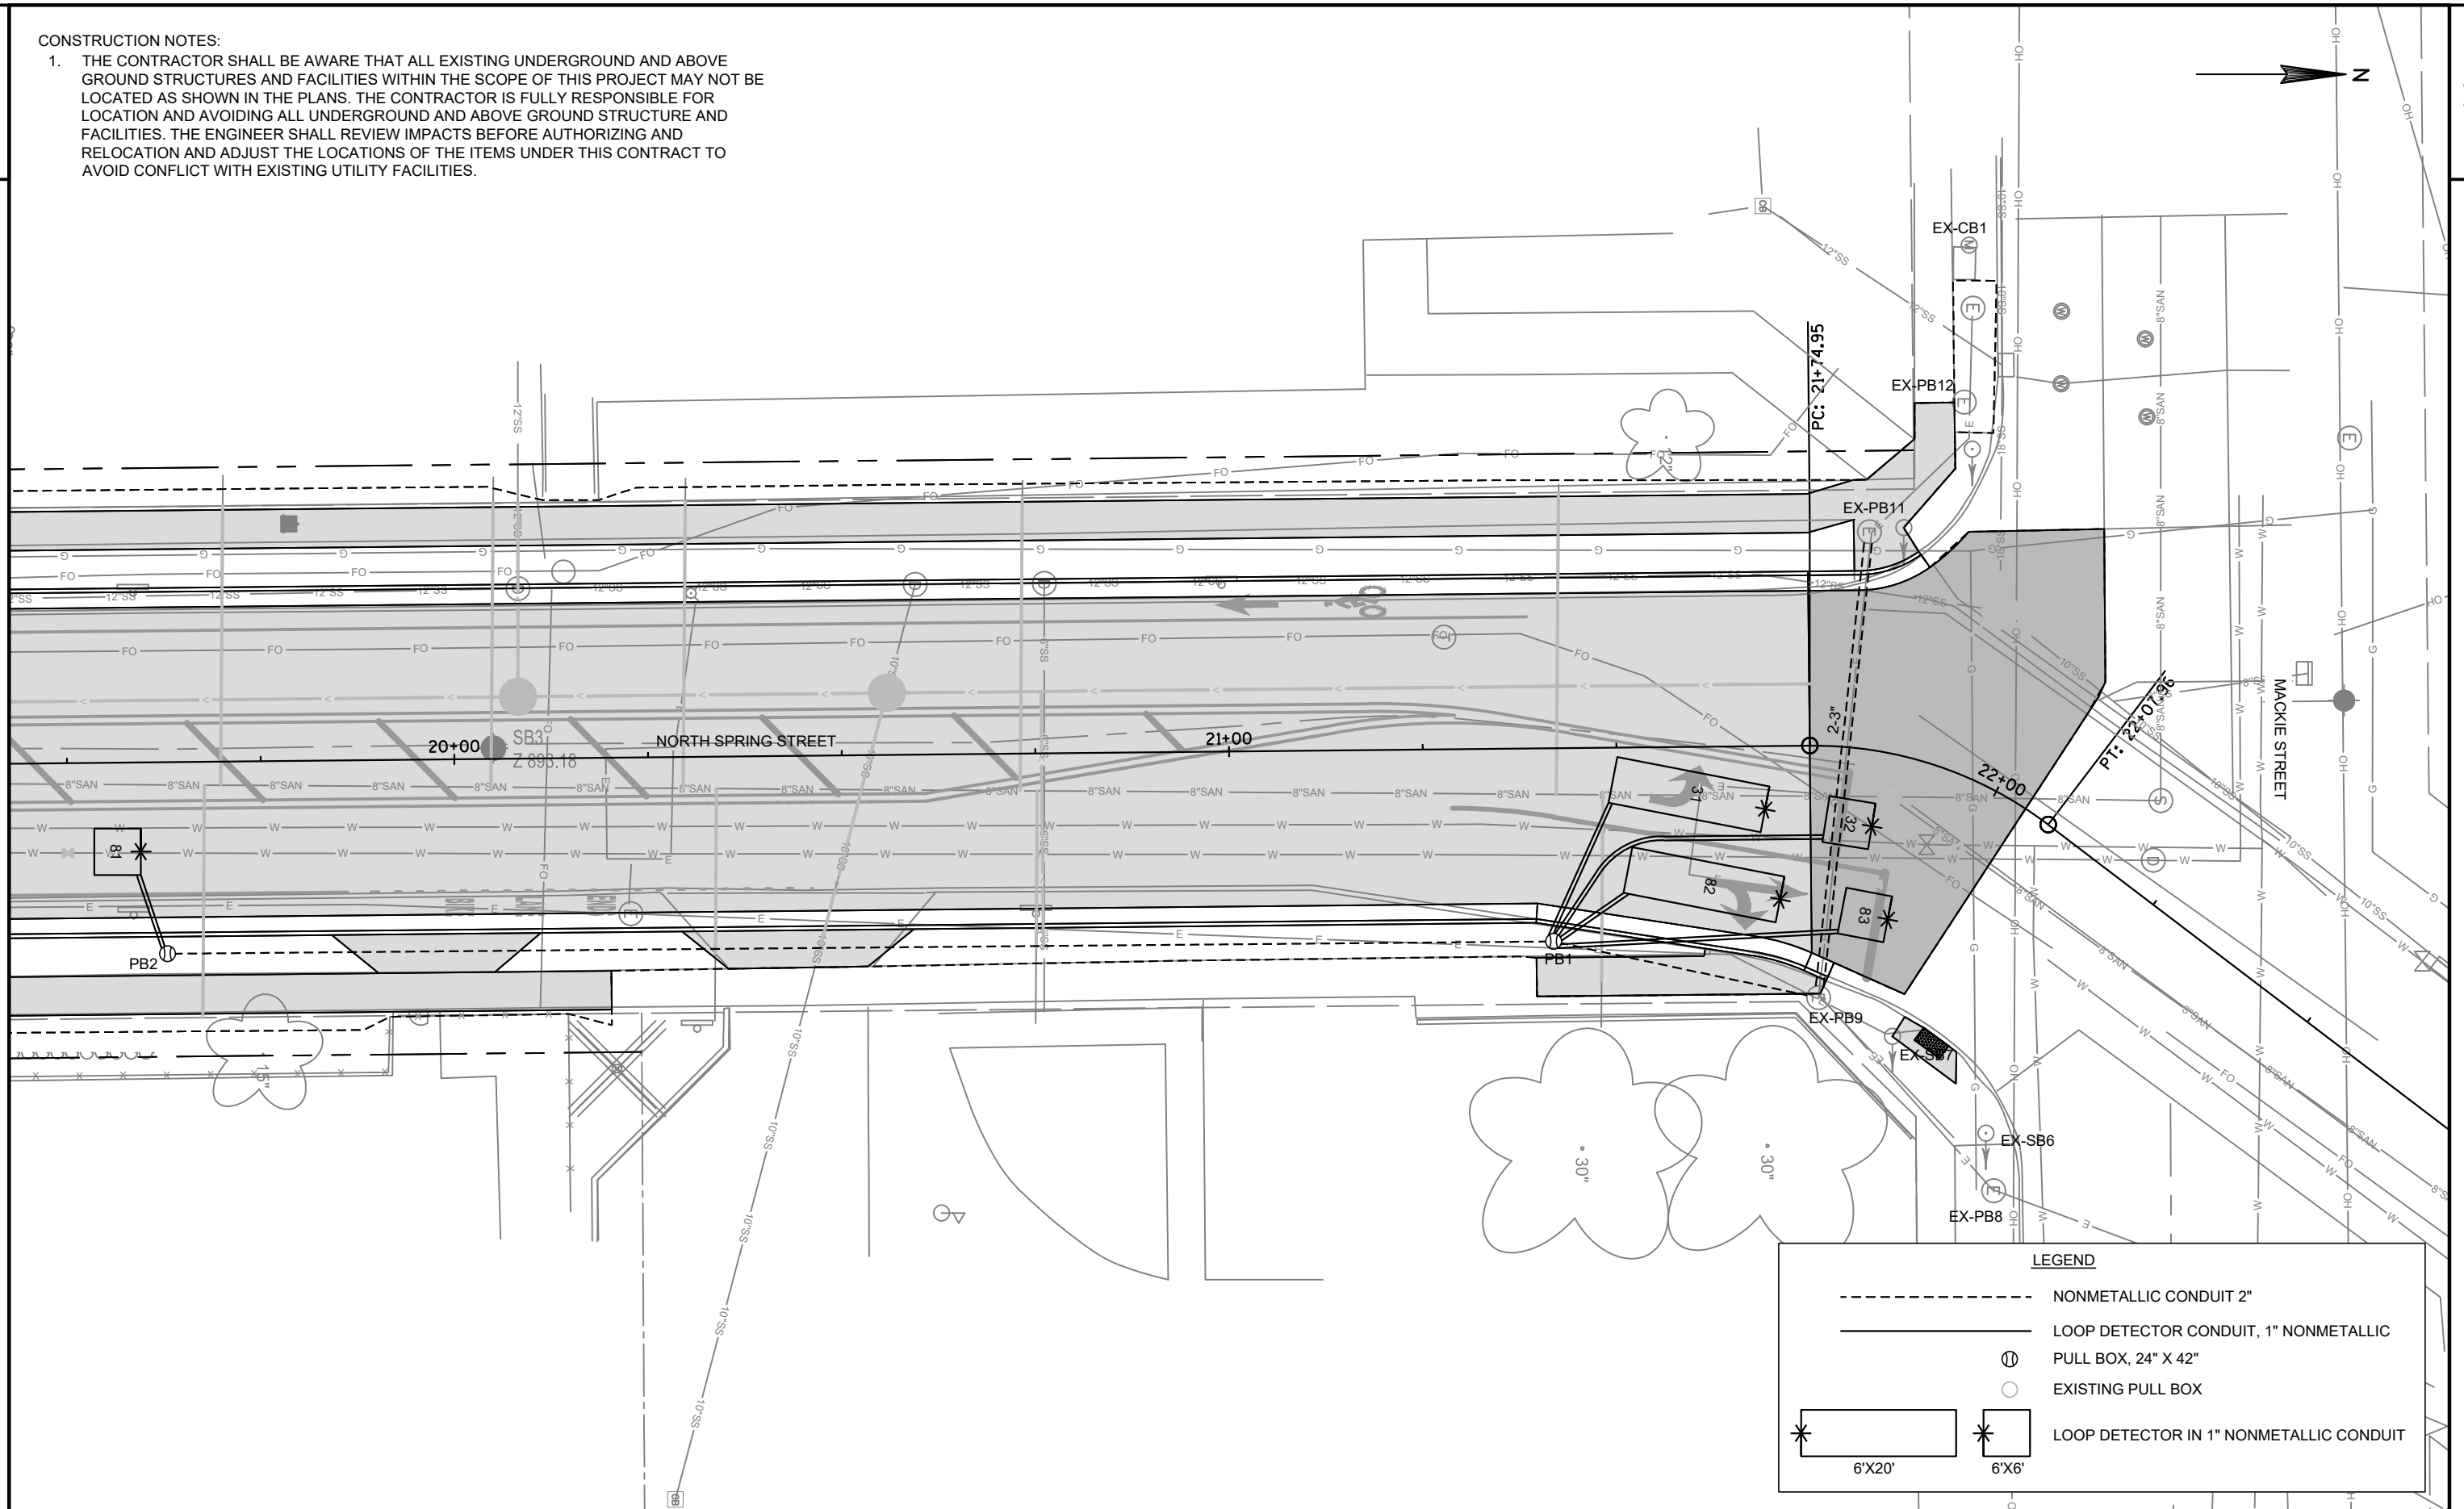 CONSTRUCTION NOTES:
1. THE CONTRACTOR SHALL BE AWARE THAT ALL EXISTING UNDERGROUND AND ABOVE
GROUND STRUCTURES AND FACILITIES WITHIN THE SCOPE OF THIS PROJECT MAY NOT BE
LOCATED AS SHOWN IN THE PLANS. THE CONTRACTOR IS FULLY RESPONSIBLE FOR
LOCATION AND AVOIDING ALL UNDERGROUND AND ABOVE GROUND STRUCTURE AND
FACILITIES. THE ENGINEER SHALL REVIEW IMPACTS BEFORE AUTHORIZING AND
RELOCATION AND ADJUST THE LOCATIONS OF THE ITEMS UNDER THIS CONTRACT TO
AVOID CONFLICT WITH EXISTING UTILITY FACILITIES.
N
EX-CB1
PC: 21+74.95
EX-PB12
EX-PB11
12"
2-3"
MACKIE STREET
PT: 22+07.96
20+00
SB3
Z 893.18
NORTH SPRING STREET
21+00
22+00
31
32
81
82
83
PB2
PB1
EX-PB9
EX-SB7
15"
30"
30"
EX-SB6
EX-PB8
LEGEND
NONMETALLIC CONDUIT 2"
LOOP DETECTOR CONDUIT, 1" NONMETALLIC
PULL BOX, 24" X 42"
EXISTING PULL BOX
LOOP DETECTOR IN 1" NONMETALLIC CONDUIT
6'X20'
6'X6'